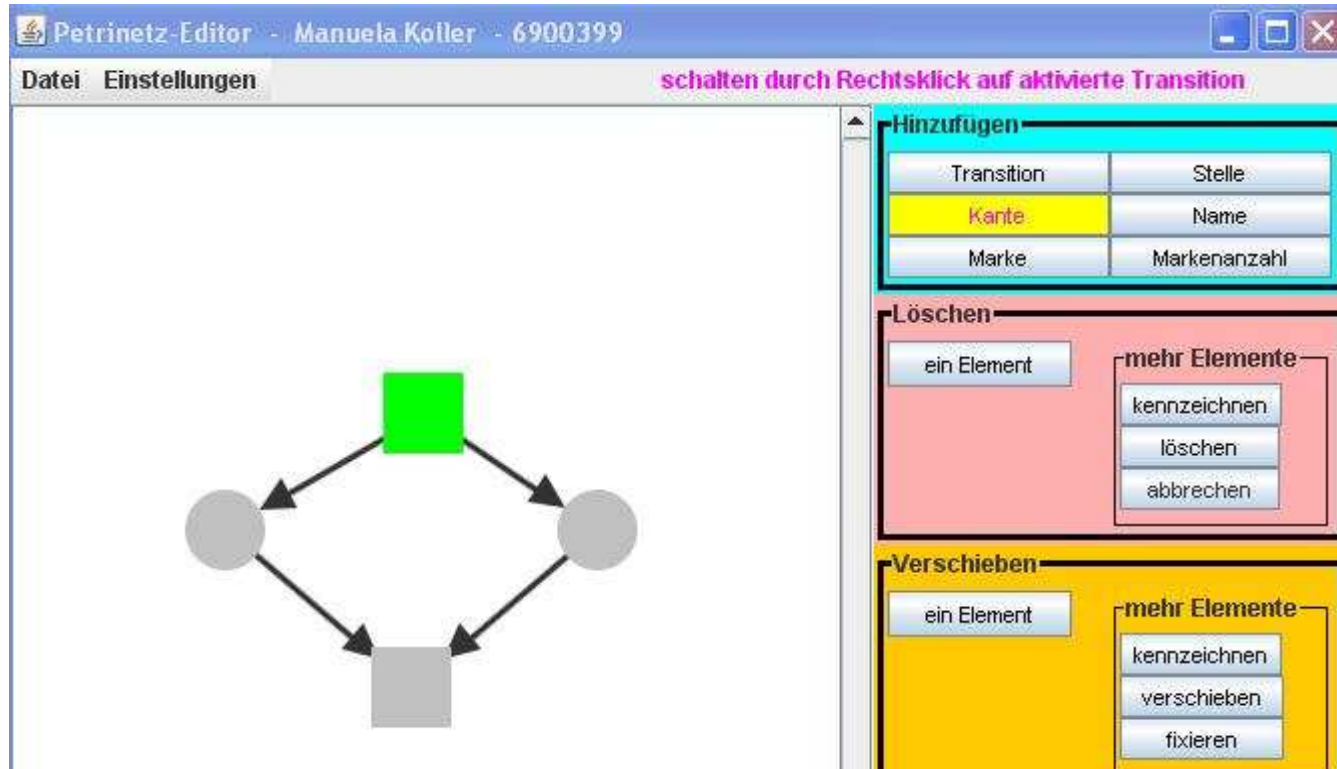 Petrinetz-Editor - Manuela Koller - 6900399
Datei Einstellungen schalten durch Rechtsklick auf aktivierte Transition
Hinzufügen
Transition Stelle
Kante Name
Marke Markenanzahl
Löschen
ein Element
mehr Elemente
kennzeichnen
löschen
abbrechen
Verschieben
ein Element
mehr Elemente
kennzeichnen
verschieben
fixieren